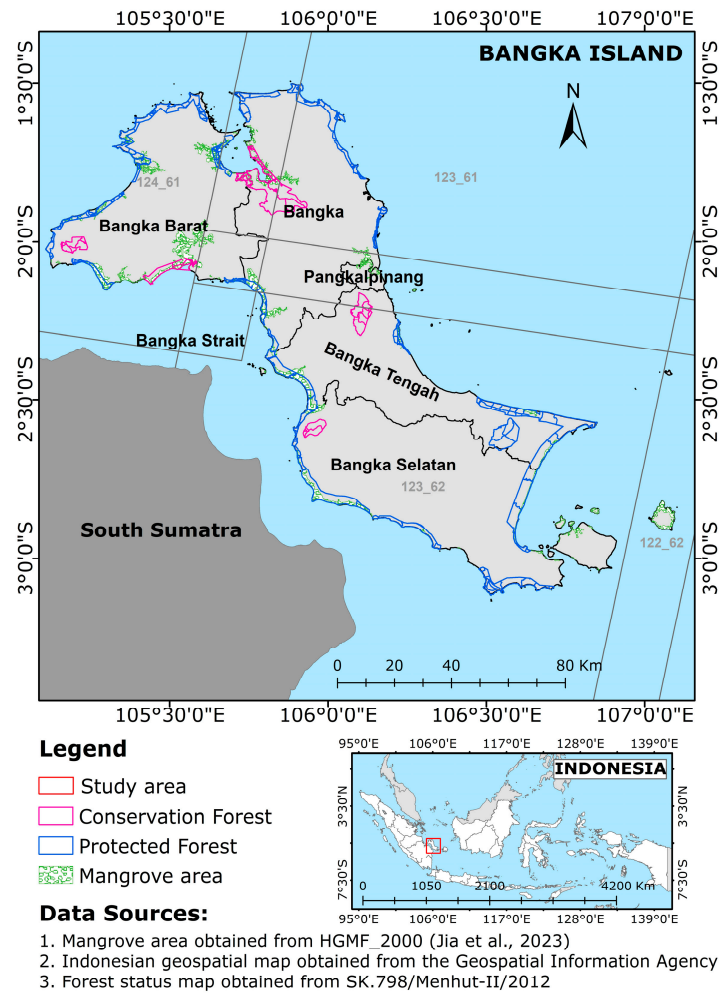 105°30'0"E 106°0'0"E 106°30'0"E 107°0'0"E
BANGKA ISLAND
N
1°30'0"S
1°30'0"S
124_61
123_61
Bangka
Bangka Barat
2°0'0"S
2°0'0"S
Pangkalpinang
Bangka Strait
Bangka Tengah
2°30'0"S
2°30'0"S
Bangka Selatan
123_62
South Sumatra
122_62
3°0'0"S
3°0'0"S
0 20 40 80 Km
105°30'0"E 106°0'0"E 106°30'0"E 107°0'0"E
Legend
Study area
Conservation Forest
Protected Forest
Mangrove area
95°0'E 106°0'E 117°0'E 128°0'E 139°0'E
INDONESIA
3°30'N
3°30'N
7°30'S
7°30'S
0 1050 2100 4200 Km
95°0'E 106°0'E 117°0'E 128°0'E 139°0'E
Data Sources:
1. Mangrove area obtained from HGMF_2000 (Jia et al., 2023)
2. Indonesian geospatial map obtained from the Geospatial Information Agency
3. Forest status map obtained from SK.798/Menhut-II/2012